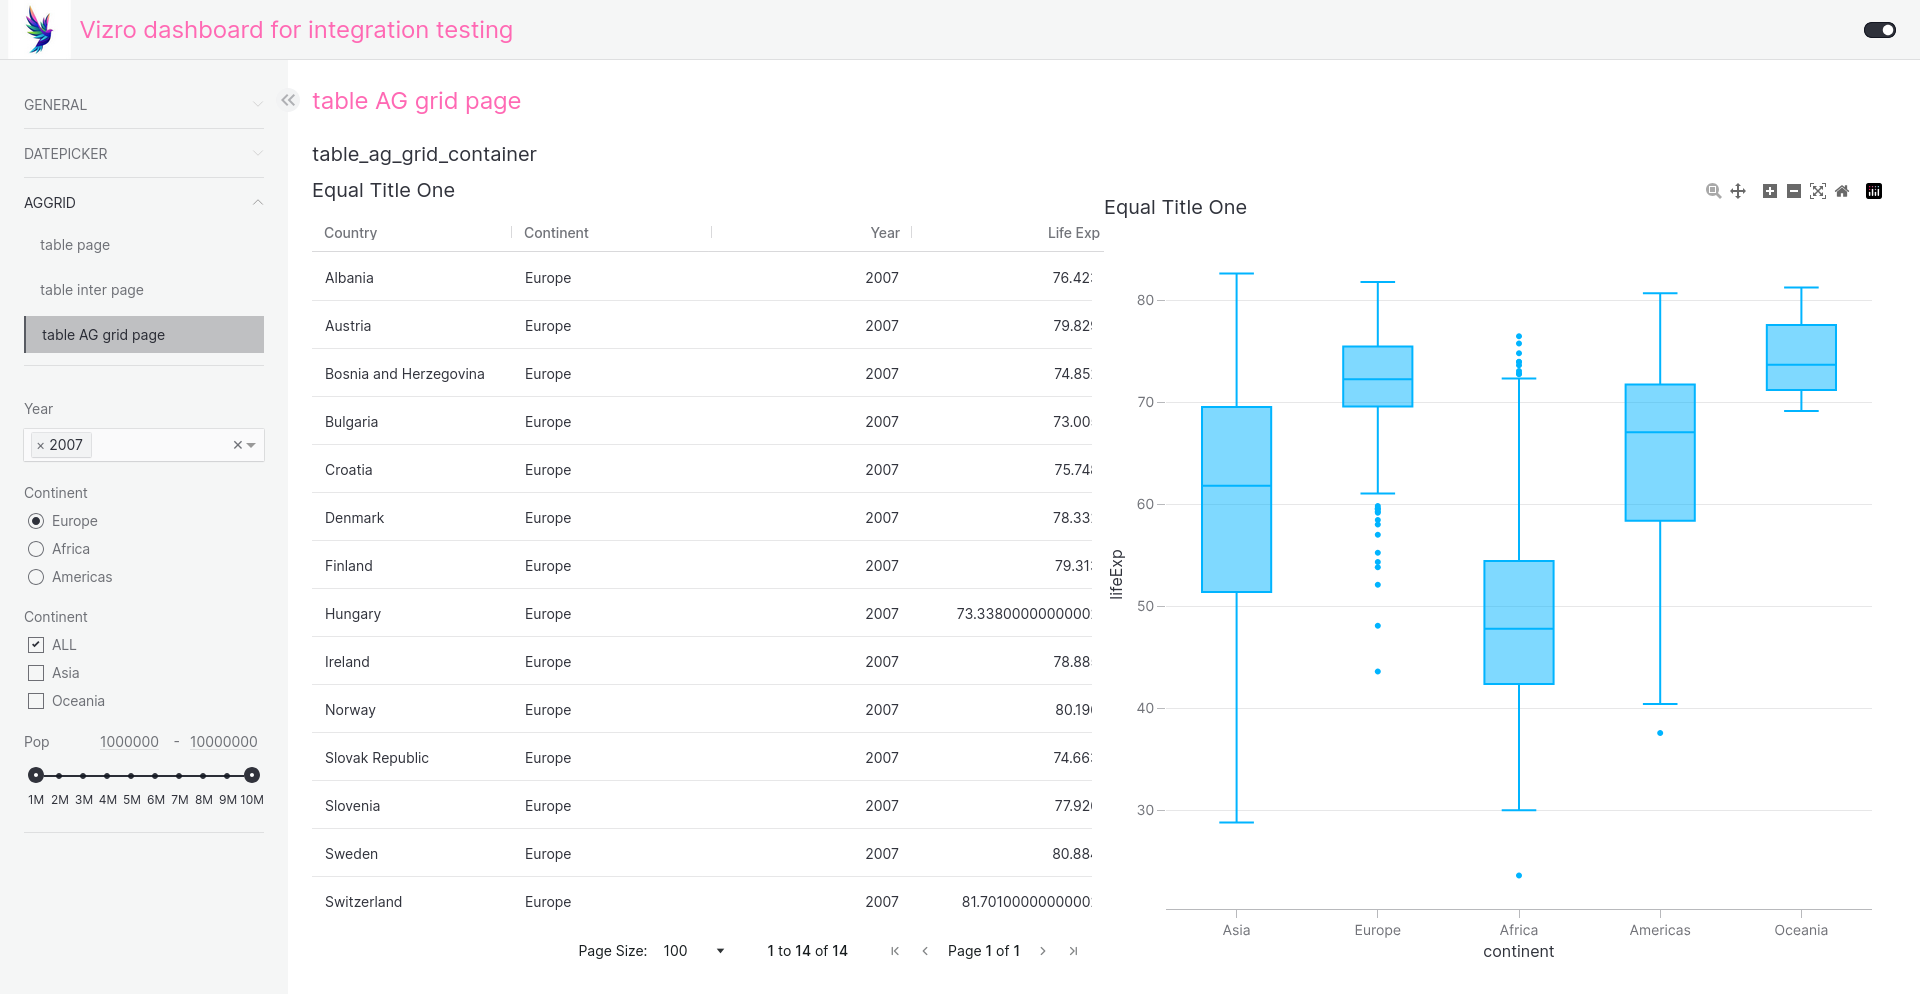 Vizro dashboard for integration testing
GENERAL
DATEPICKER
AGGRID
table page
table inter page
table AG grid page
Year
× 2007
Continent
Europe
Africa
Americas
Continent
ALL
Asia
Oceania
Pop 1000000 - 10000000
1M 2M 3M 4M 5M 6M 7M 8M 9M 10M
table AG grid page
table_ag_grid_container
Equal Title One
Country Continent Year Life Exp
Albania Europe 2007 76.42
Austria Europe 2007 79.82
Bosnia and Herzegovina Europe 2007 74.85
Bulgaria Europe 2007 73.00
Croatia Europe 2007 75.74
Denmark Europe 2007 78.33
Finland Europe 2007 79.31
Hungary Europe 2007 73.3380000000000
Ireland Europe 2007 78.88
Norway Europe 2007 80.19
Slovak Republic Europe 2007 74.66
Slovenia Europe 2007 77.92
Sweden Europe 2007 80.88
Switzerland Europe 2007 81.7010000000000
Page Size: 100 1 to 14 of 14 Page 1 of 1
Equal Title One
lifeExp
80
70
60
50
40
30
Asia Europe Africa Americas Oceania
continent